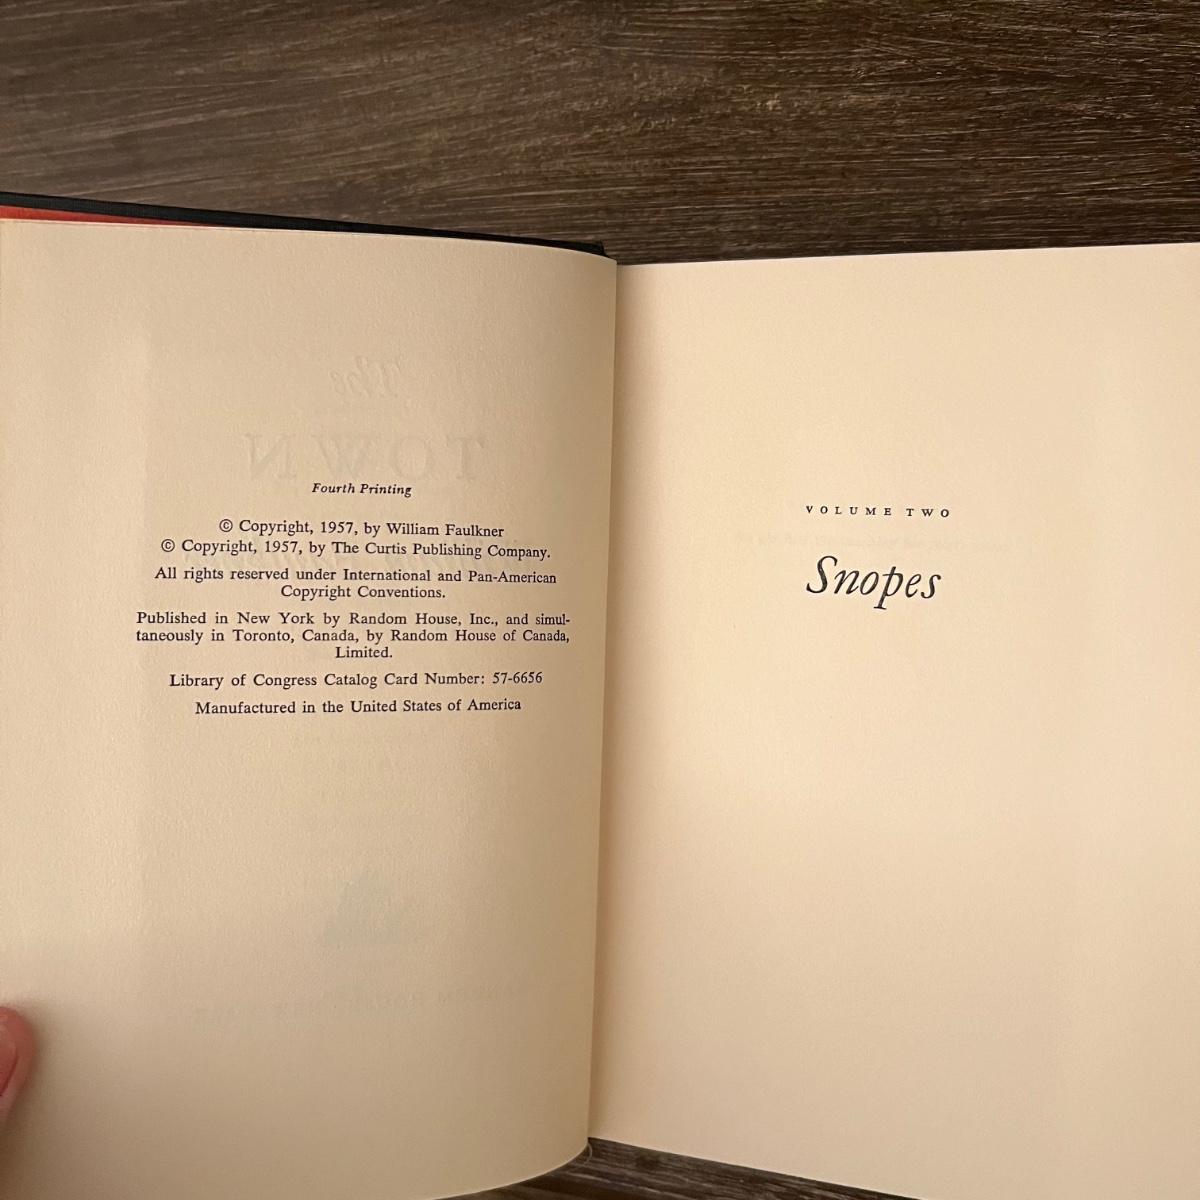 Fourth Printing
© Copyright, 1957, by William Faulkner
© Copyright, 1957, by The Curtis Publishing Company.
All rights reserved under International and Pan-American
Copyright Conventions.
Published in New York by Random House, Inc., and simul-
taneously in Toronto, Canada, by Random House of Canada,
Limited.
Library of Congress Catalog Card Number: 57-6656
Manufactured in the United States of America
VOLUME TWO
Snopes